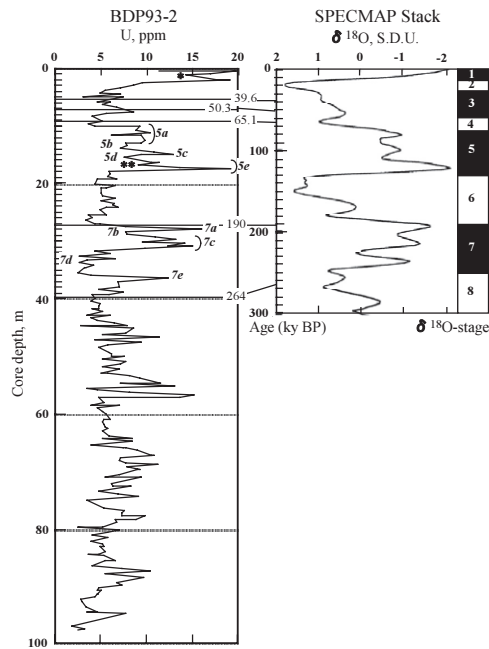 BDP93-2 SPECMAP Stack
U, ppm δ ¹⁸O, S.D.U.
0 5 10 15 20 2 1 0 -1 -2
0 0
* 1
2
39.6 3
50.3
65.1 4
5a
5b 5c 100 5
5d ** 5e
20 6
190 7a 200
7b 7c 7
7d
7e
264 8
40 300
Age (ky BP) δ ¹⁸O-stage
Core depth, m
60
80
100